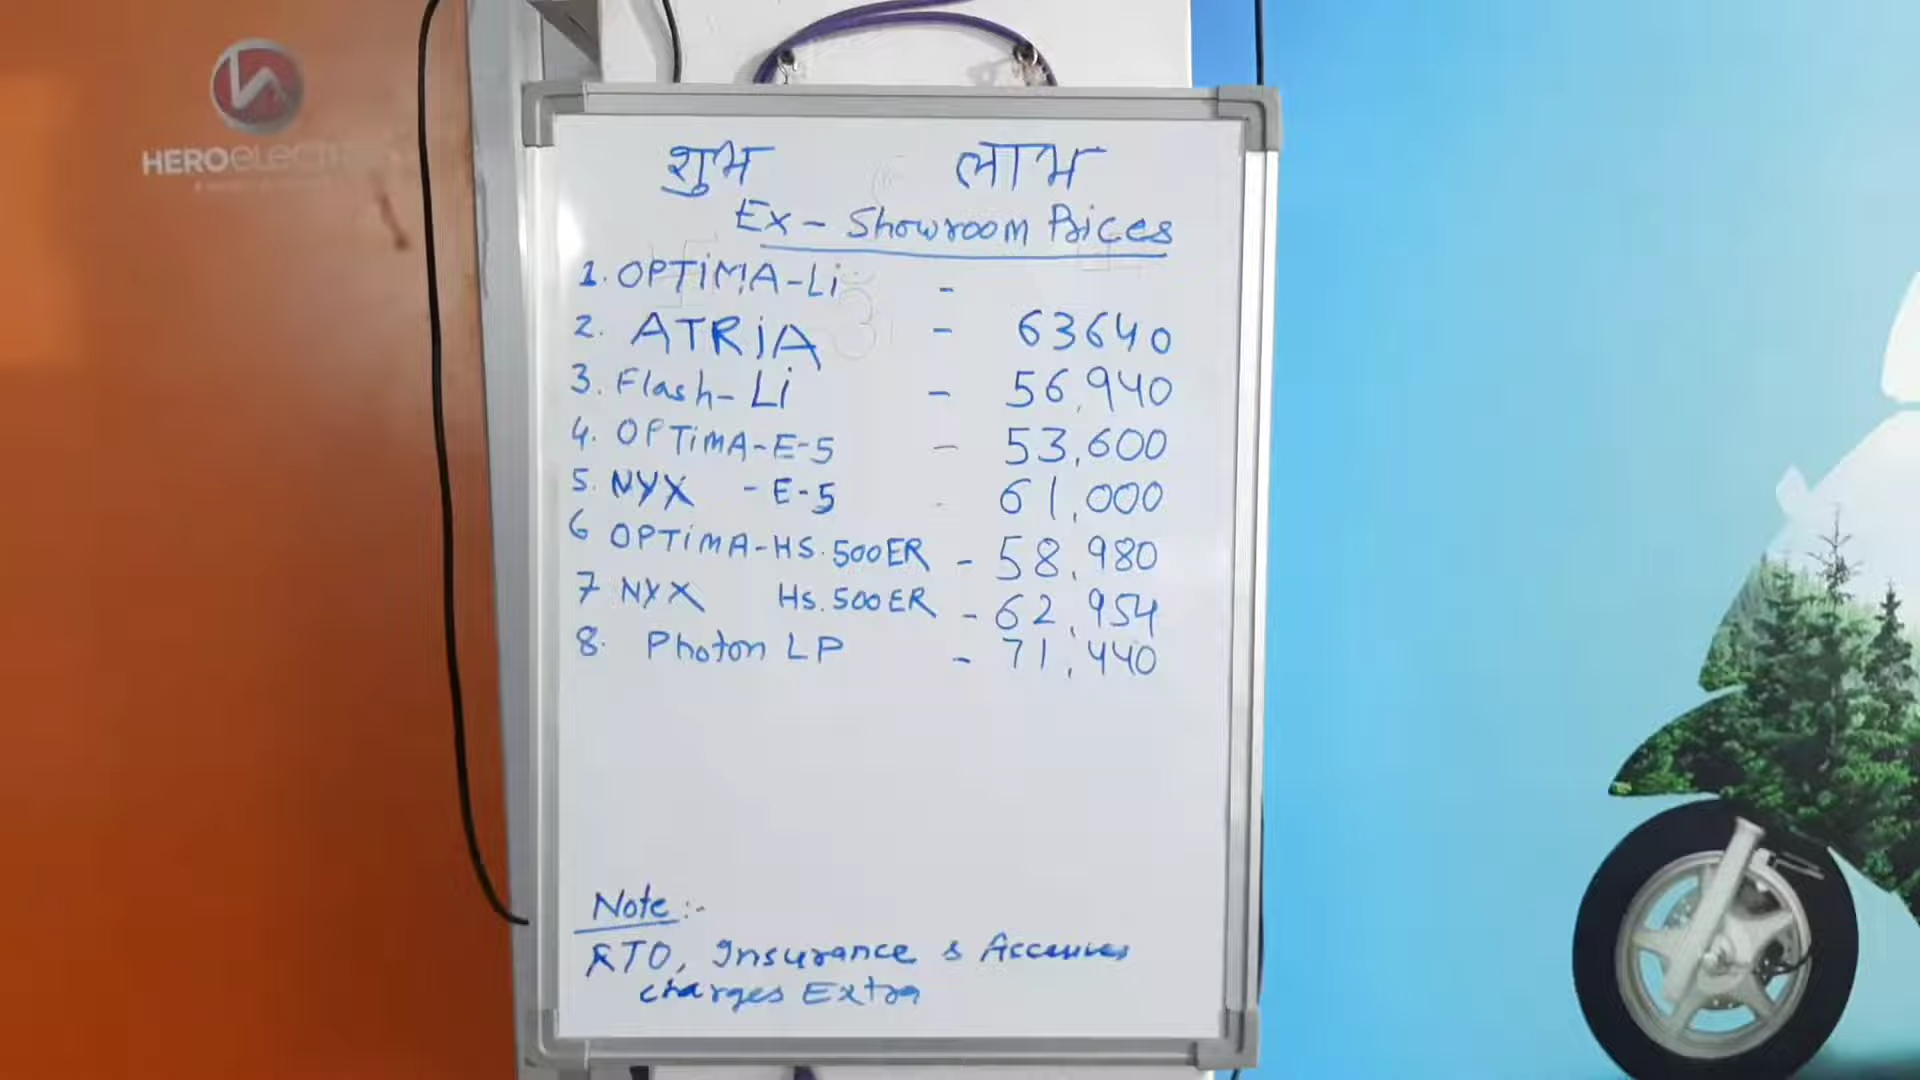 HERO electric
शुभ लाभ
Ex - Showroom Prices
1. OPTiMA-Li -
2. ATRiA - 63640
3. Flash-Li - 56,940
4. OPTiMA-E-5 - 53,600
5. NYX - E-5 - 61,000
6 OPTiMA-HS.500ER - 58,980
7 NYX Hs.500ER - 62,954
8. Photon LP - 71,440
Note :-
RTO, Insurance &
charges Extra